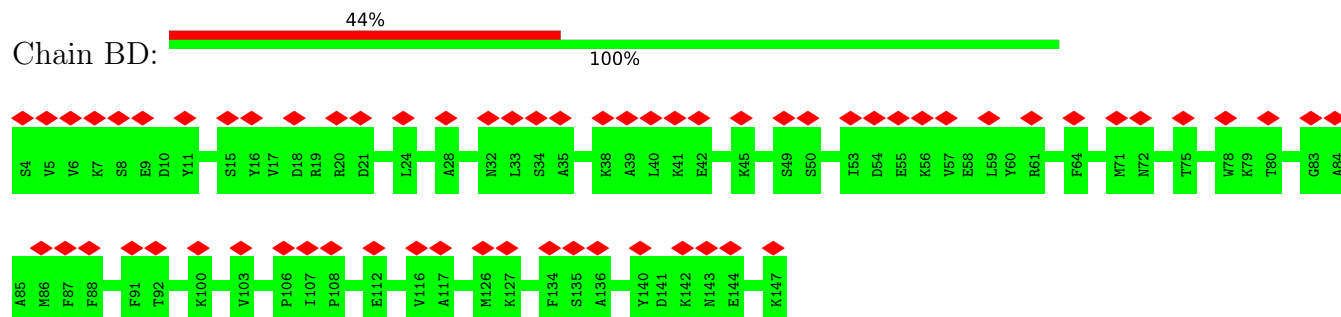 44%
Chain BD:
100%
S4 V5 V6 K7 S8 E9 D10 Y11 S15 Y16 V17 D18 R19 R20 D21 L24 A28 N32 L33 S34 A35 K38 A39 L40 K41 E42 K45 S49 S50 I53 D54 E55 K56 V57 E58 L59 Y60 R61 F64 M71 N72 T75 W78 K79 T80 G83 A84
A85 M86 F87 F88 F91 T92 K100 V103 P106 I107 P108 E112 V116 A117 M126 K127 F134 S135 A136 Y140 D141 K142 N143 E144 K147